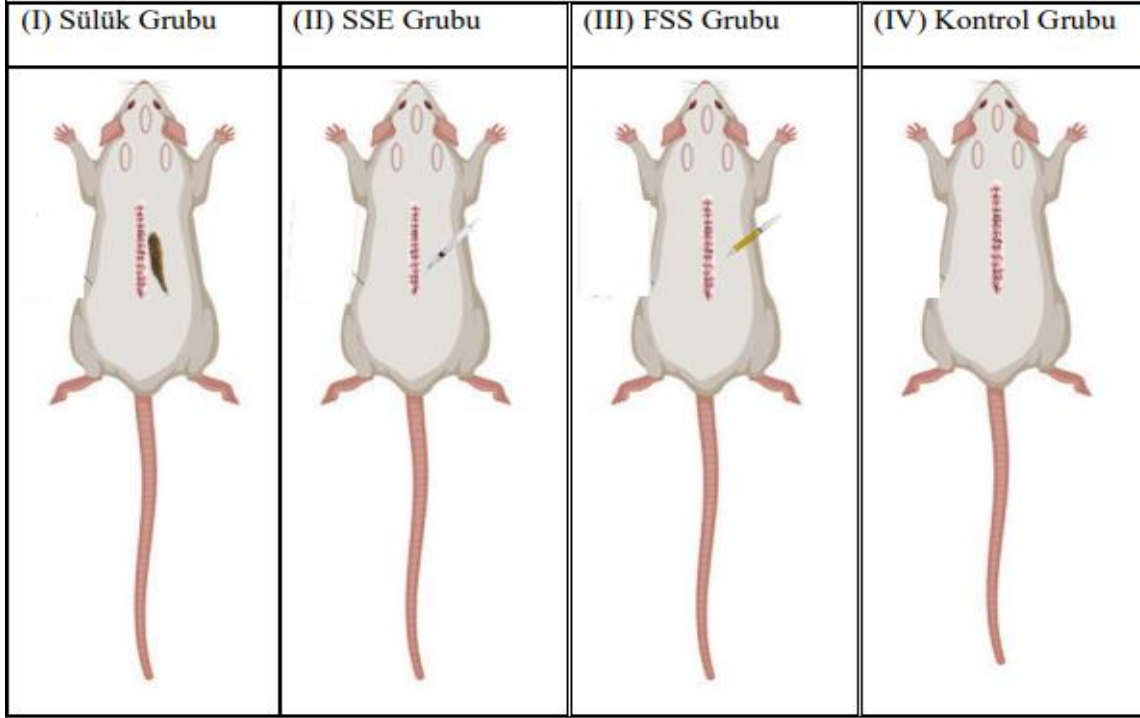 (I) Sülük Grubu
(II) SSE Grubu
(III) FSS Grubu
(IV) Kontrol Grubu